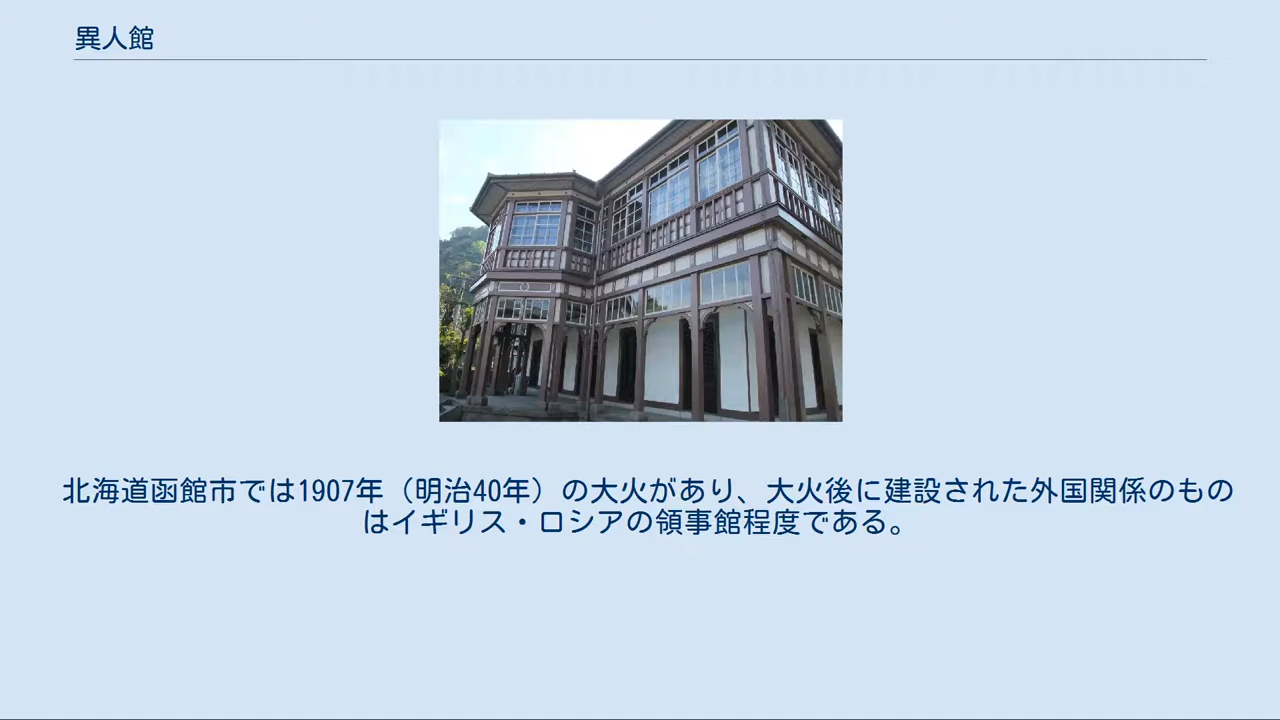 異人館
北海道函館市では1907年（明治40年）の大火があり、大火後に建設された外国関係のもの
はイギリス・ロシアの領事館程度である。